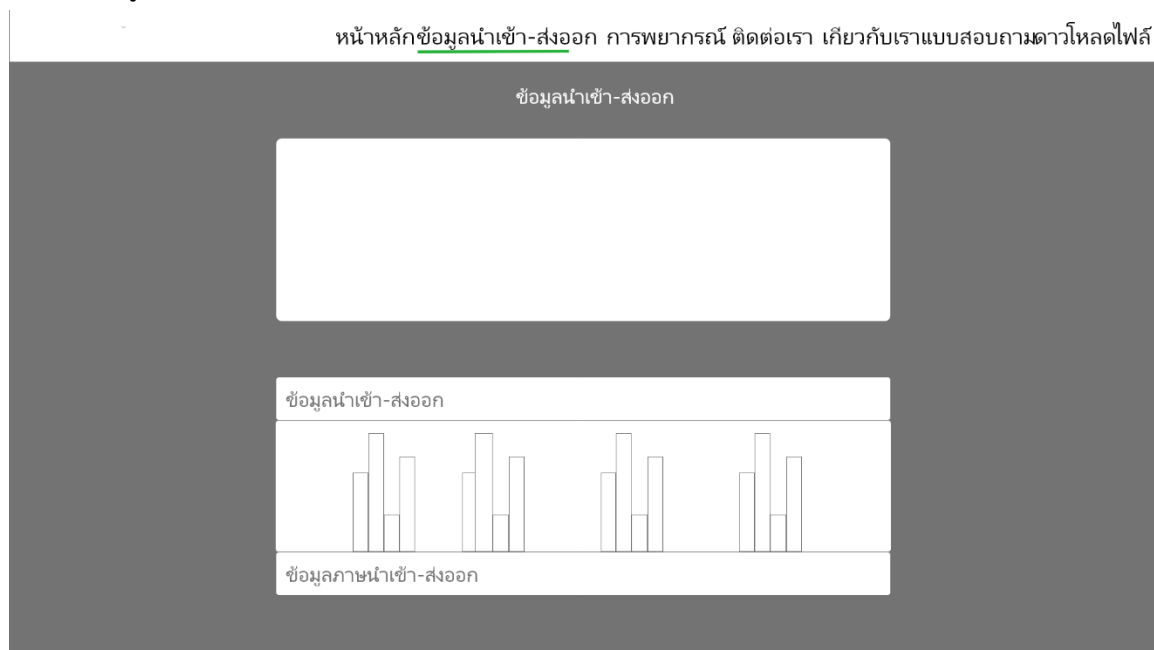 หน้าหลัก ข้อมูลนำเข้า-ส่งออก การพยากรณ์ ติดต่อเรา เกียวกับเรา แบบสอบถาม ดาวโหลดไฟล์
ข้อมูลนำเข้า-ส่งออก
ข้อมูลนำเข้า-ส่งออก
ข้อมูลภาษนำเข้า-ส่งออก